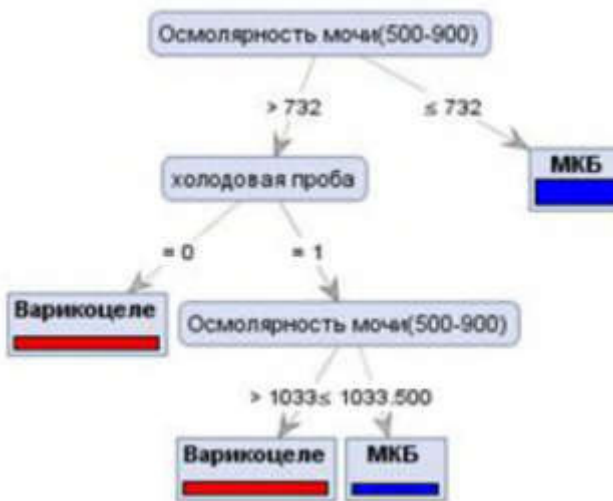 Осмолярность мочи(500-900)
> 732
≤ 732
холодовая проба
МКБ
= 0
= 1
Варикоцеле
Осмолярность мочи(500-900)
> 1033≤ 1033.500
Варикоцеле
МКБ